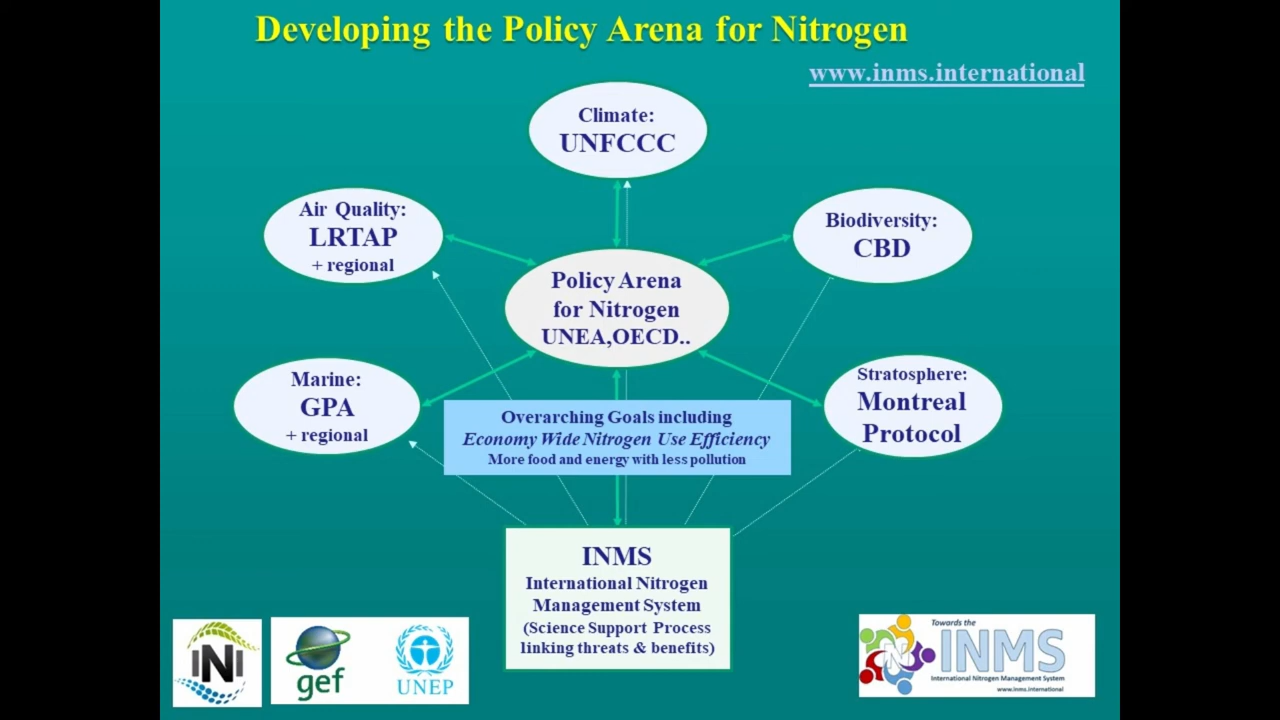 Developing the Policy Arena for Nitrogen
www.inms.international
Climate:
UNFCCC
Air Quality:
LRTAP
+ regional
Biodiversity:
CBD
Policy Arena
for Nitrogen
UNEA,OECD..
Marine:
GPA
+ regional
Stratosphere:
Montreal
Protocol
Overarching Goals including
Economy Wide Nitrogen Use Efficiency
More food and energy with less pollution
INMS
International Nitrogen
Management System
(Science Support Process
linking threats & benefits)
INI
gef
UNEP
Towards the
N
INMS
International Nitrogen Management System
www.inms.international